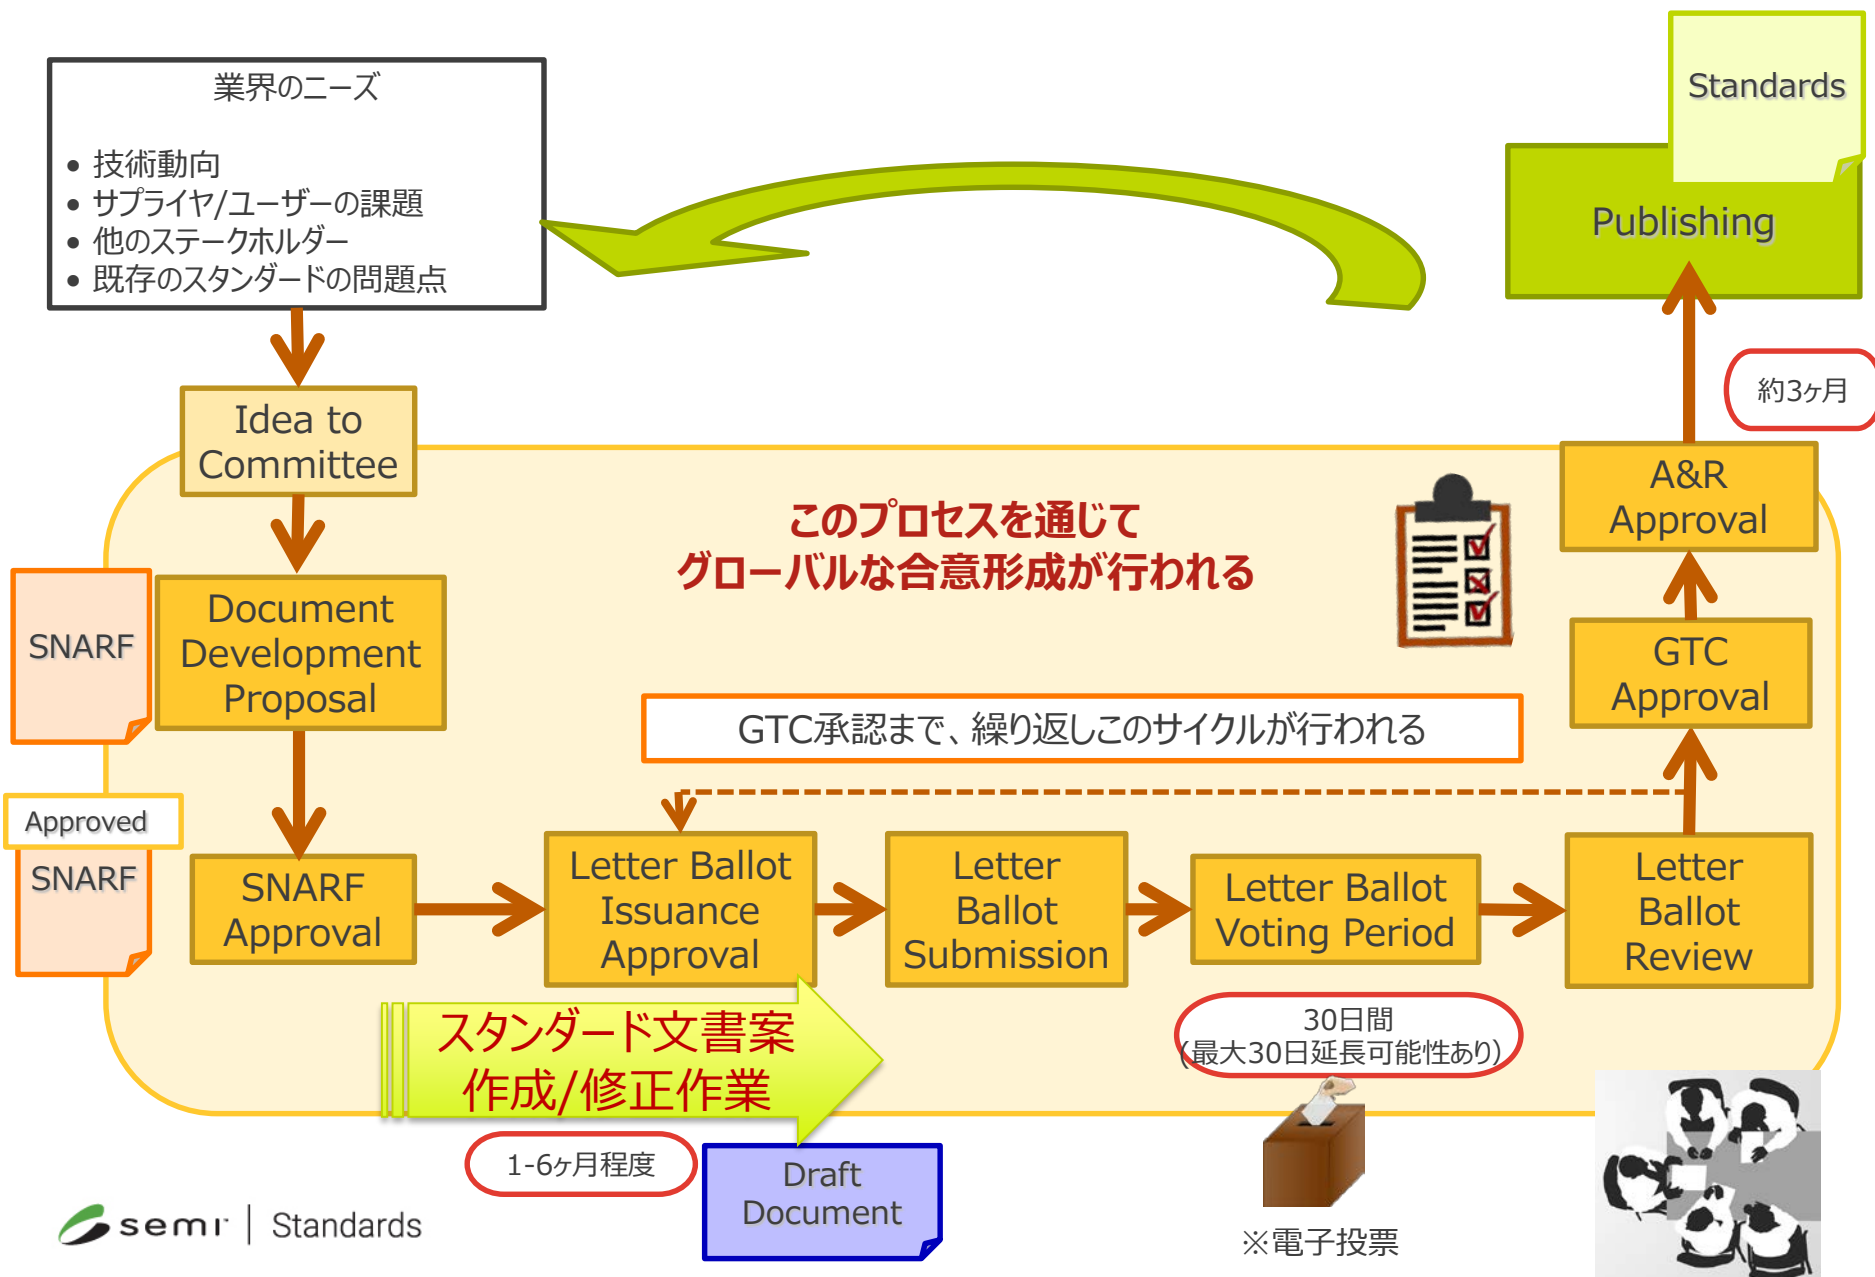 業界のニーズ
• 技術動向
• サプライヤ/ユーザーの課題
• 他のステークホルダー
• 既存のスタンダードの問題点
Standards
Publishing
約3ヶ月
Idea to
Committee
このプロセスを通じて
グローバルな合意形成が行われる
A&R
Approval
SNARF
Document
Development
Proposal
GTC
Approval
GTC承認まで、繰り返しこのサイクルが行われる
Approved
SNARF
SNARF
Approval
Letter Ballot
Issuance
Approval
Letter
Ballot
Submission
Letter Ballot
Voting Period
Letter
Ballot
Review
スタンダード文書案
作成/修正作業
30日間
(最大30日延長可能性あり)
1-6ヶ月程度
Draft
Document
※電子投票
semi | Standards